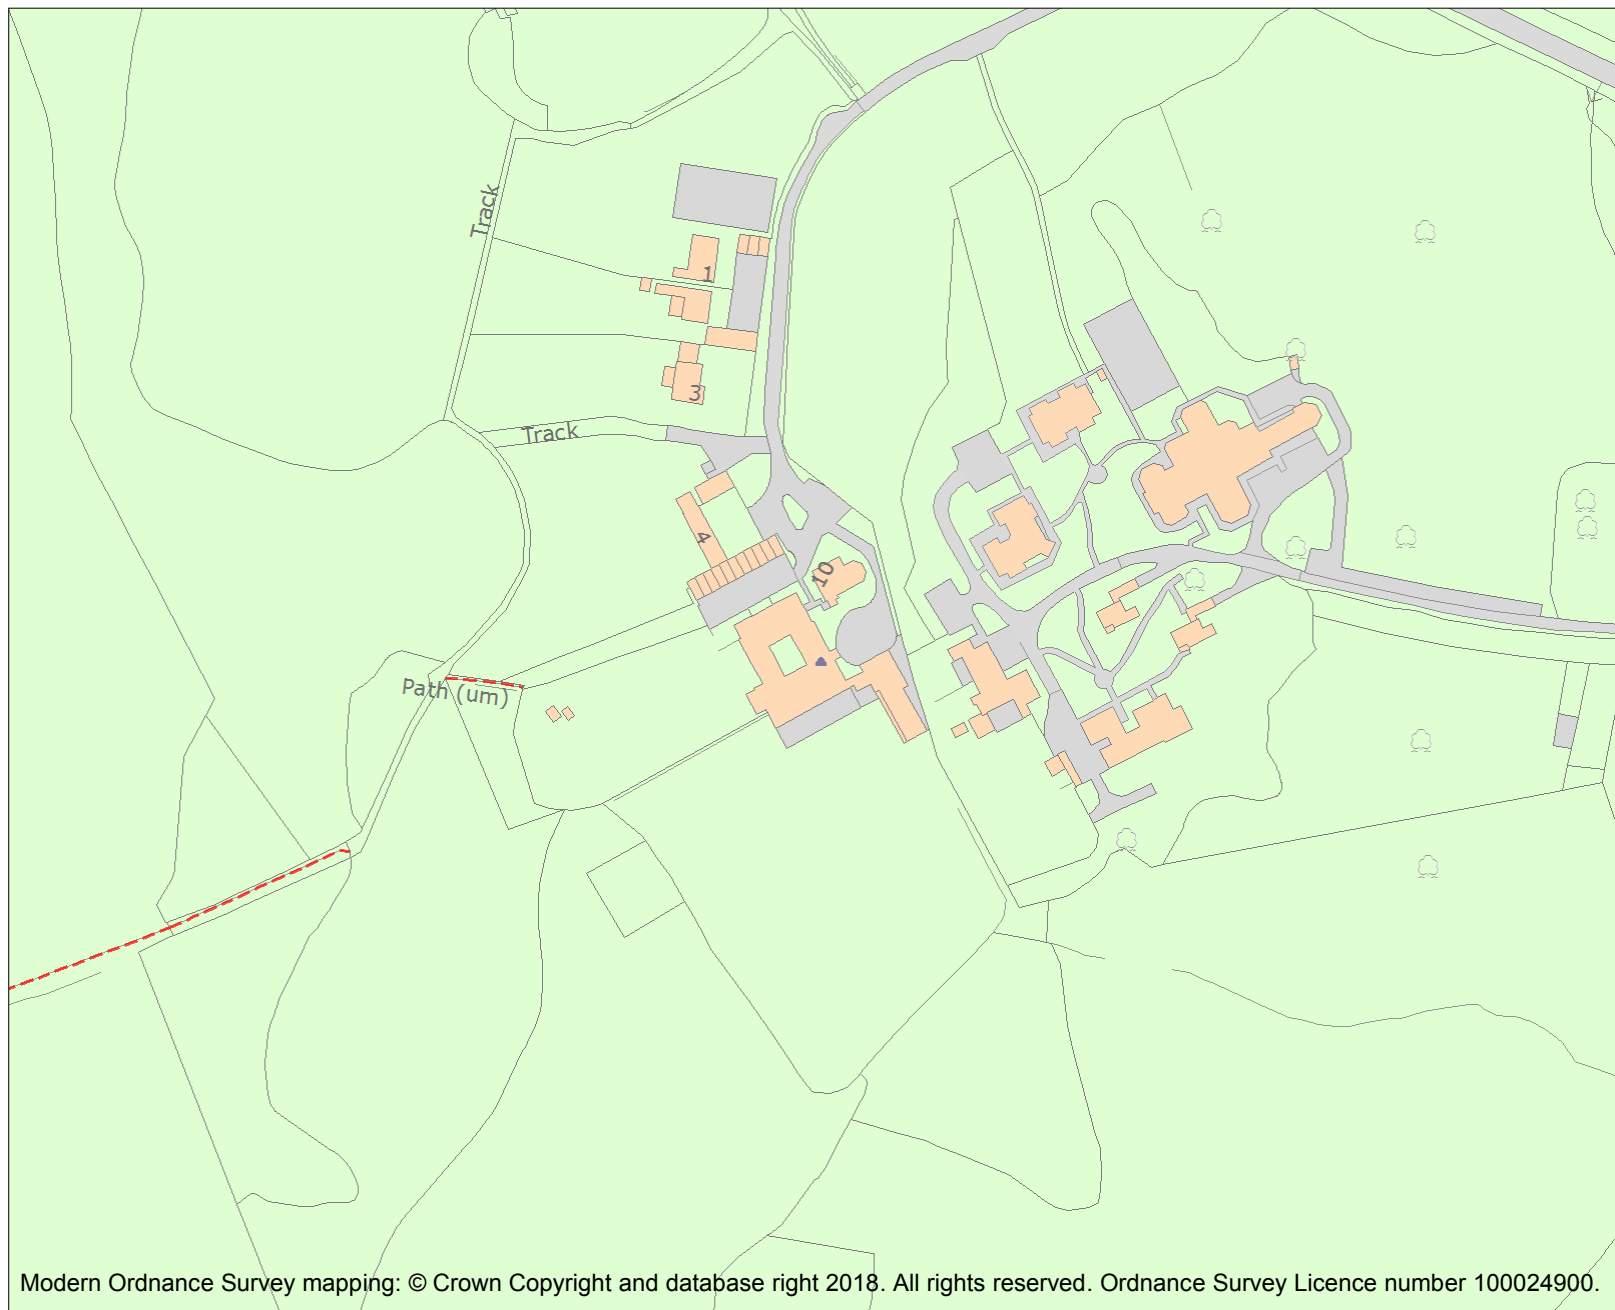 Track
1
3
Track
4
10
Path (um)
Modern Ordnance Survey mapping: © Crown Copyright and database right 2018. All rights reserved. Ordnance Survey Licence number 100024900.